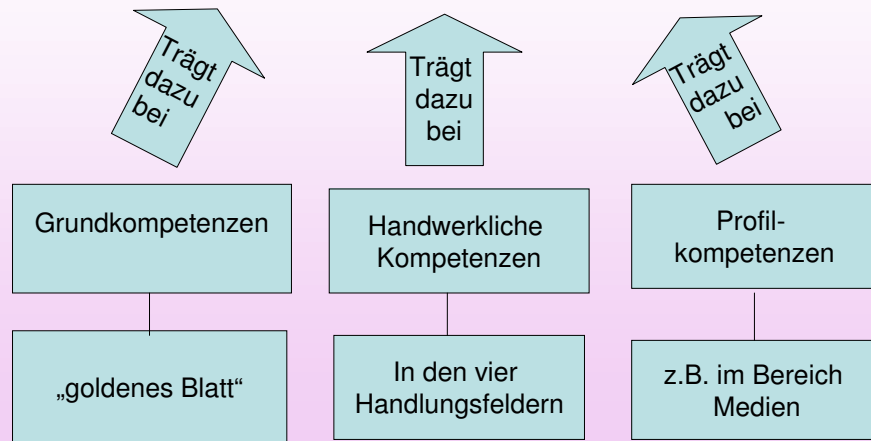 Trägt
dazu
bei
Trägt
dazu
bei
Trägt
dazu
bei
Grundkompetenzen
Handwerkliche
Kompetenzen
Profil-
kompetenzen
„goldenes Blatt“
In den vier
Handlungsfeldern
z.B. im Bereich
Medien